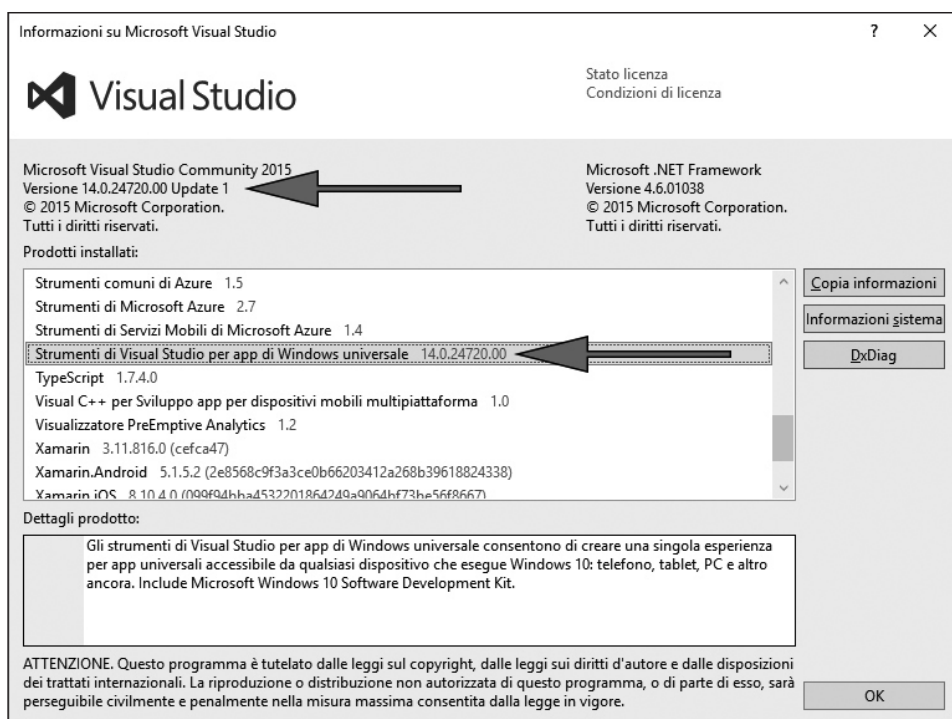 Informazioni su Microsoft Visual Studio
? ×
Visual Studio
Stato licenza
Condizioni di licenza
Microsoft Visual Studio Community 2015
Versione 14.0.24720.00 Update 1
© 2015 Microsoft Corporation.
Tutti i diritti riservati.
Microsoft .NET Framework
Versione 4.6.01038
© 2015 Microsoft Corporation.
Tutti i diritti riservati.
Prodotti installati:
Strumenti comuni di Azure 1.5
Strumenti di Microsoft Azure 2.7
Strumenti di Servizi Mobili di Microsoft Azure 1.4
Strumenti di Visual Studio per app di Windows universale 14.0.24720.00
TypeScript 1.7.4.0
Visual C++ per Sviluppo app per dispositivi mobili multipiattaforma 1.0
Visualizzatore PreEmptive Analytics 1.2
Xamarin 3.11.816.0 (cefca47)
Xamarin.Android 5.1.5.2 (2e8568c9f3a3ce0b66203412a268b39618824338)
Xamarin.iOS 8.10.4.0 (099f94bba4532201864249a9064bf73be56f8667)
Copia informazioni
Informazioni sistema
DxDiag
Dettagli prodotto:
Gli strumenti di Visual Studio per app di Windows universale consentono di creare una singola esperienza
per app universali accessibile da qualsiasi dispositivo che esegue Windows 10: telefono, tablet, PC e altro
ancora. Include Microsoft Windows 10 Software Development Kit.
ATTENZIONE. Questo programma è tutelato dalle leggi sul copyright, dalle leggi sui diritti d'autore e dalle disposizioni
dei trattati internazionali. La riproduzione o distribuzione non autorizzata di questo programma, o di parte di esso, sarà
perseguibile civilmente e penalmente nella misura massima consentita dalla legge in vigore.
OK